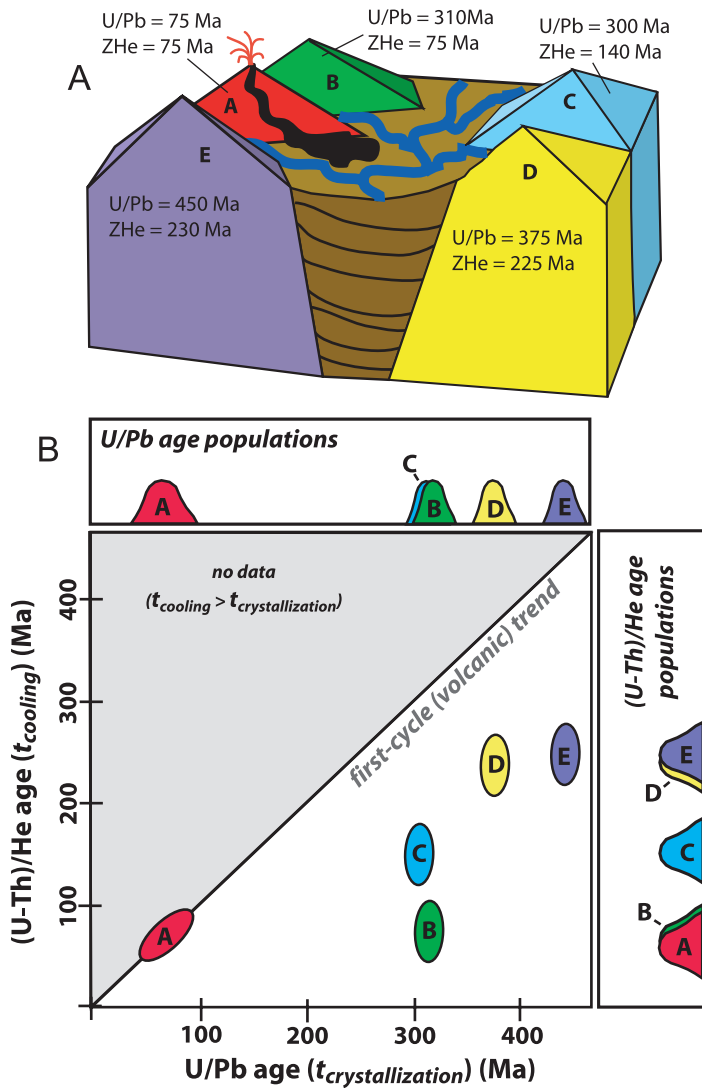 U/Pb = 75 Ma
ZHe = 75 Ma
U/Pb = 310Ma
ZHe = 75 Ma
U/Pb = 300 Ma
ZHe = 140 Ma
A
B
A
C
E
D
U/Pb = 450 Ma
ZHe = 230 Ma
U/Pb = 375 Ma
ZHe = 225 Ma
B
U/Pb age populations
C
A
B
D
E
no data
(tcooling > tcrystallization)
first-cycle (volcanic) trend
(U-Th)/He age (tcooling) (Ma)
400
300
200
100
D
E
C
B
A
(U-Th)/He age
populations
E
D
C
B
A
100
200
300
400
U/Pb age (tcrystallization) (Ma)